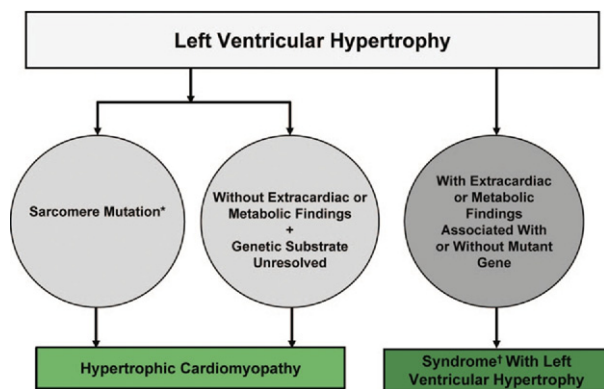 Left Ventricular Hypertrophy
Sarcomere Mutation*
Without Extracardiac or
Metabolic Findings
+
Genetic Substrate
Unresolved
With Extracardiac
or Metabolic
Findings
Associated With
or Without Mutant
Gene
Hypertrophic Cardiomyopathy
Syndrome† With Left
Ventricular Hypertrophy